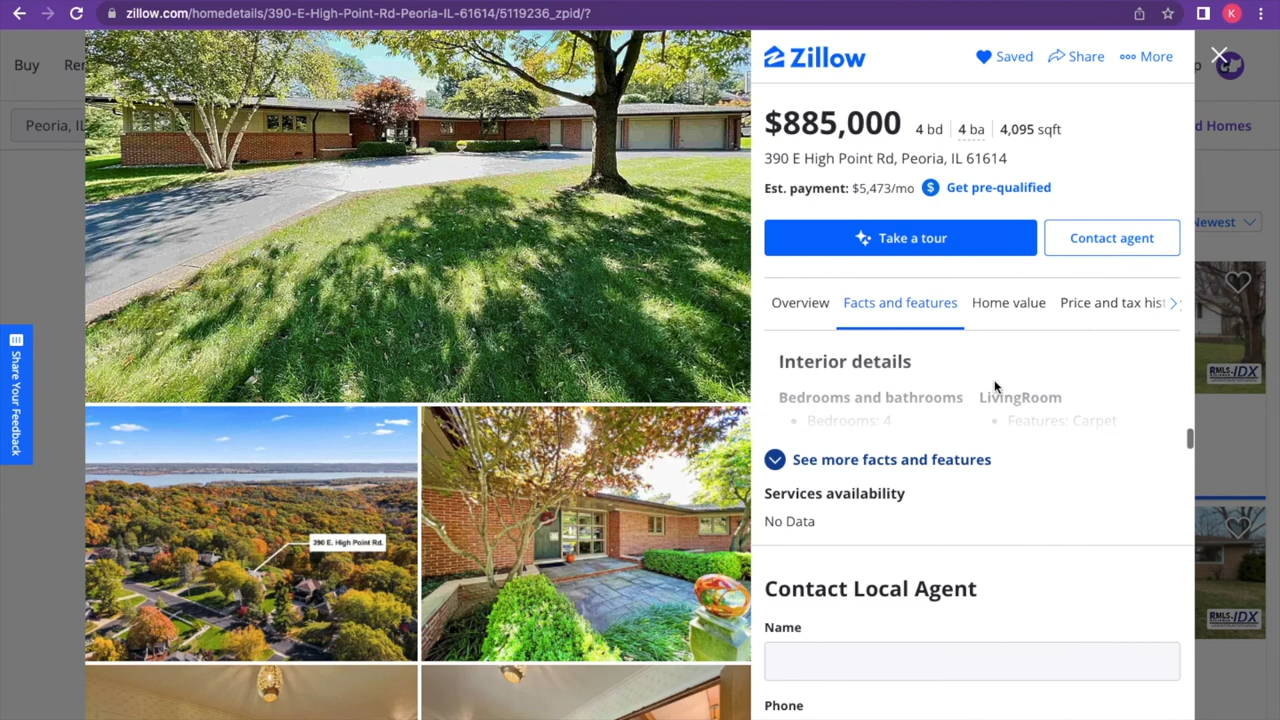 zillow.com/homedetails/390-E-High-Point-Rd-Peoria-IL-61614/5119236_zpid/?
K
Buy
Zillow
Saved
Share
More
Peoria, IL
d Homes
$885,000
4 bd
4 ba
4,095 sqft
390 E High Point Rd, Peoria, IL 61614
Est. payment: $5,473/mo
$
Get pre-qualified
Newest
Take a tour
Contact agent
Overview
Facts and features
Home value
Price and tax his
Share Your Feedback
Interior details
RMLS IDX
Bedrooms and bathrooms
LivingRoom
• Bedrooms: 4
• Features: Carpet
See more facts and features
Services availability
No Data
390 E. High Point Rd.
Contact Local Agent
RMLS IDX
Name
Phone